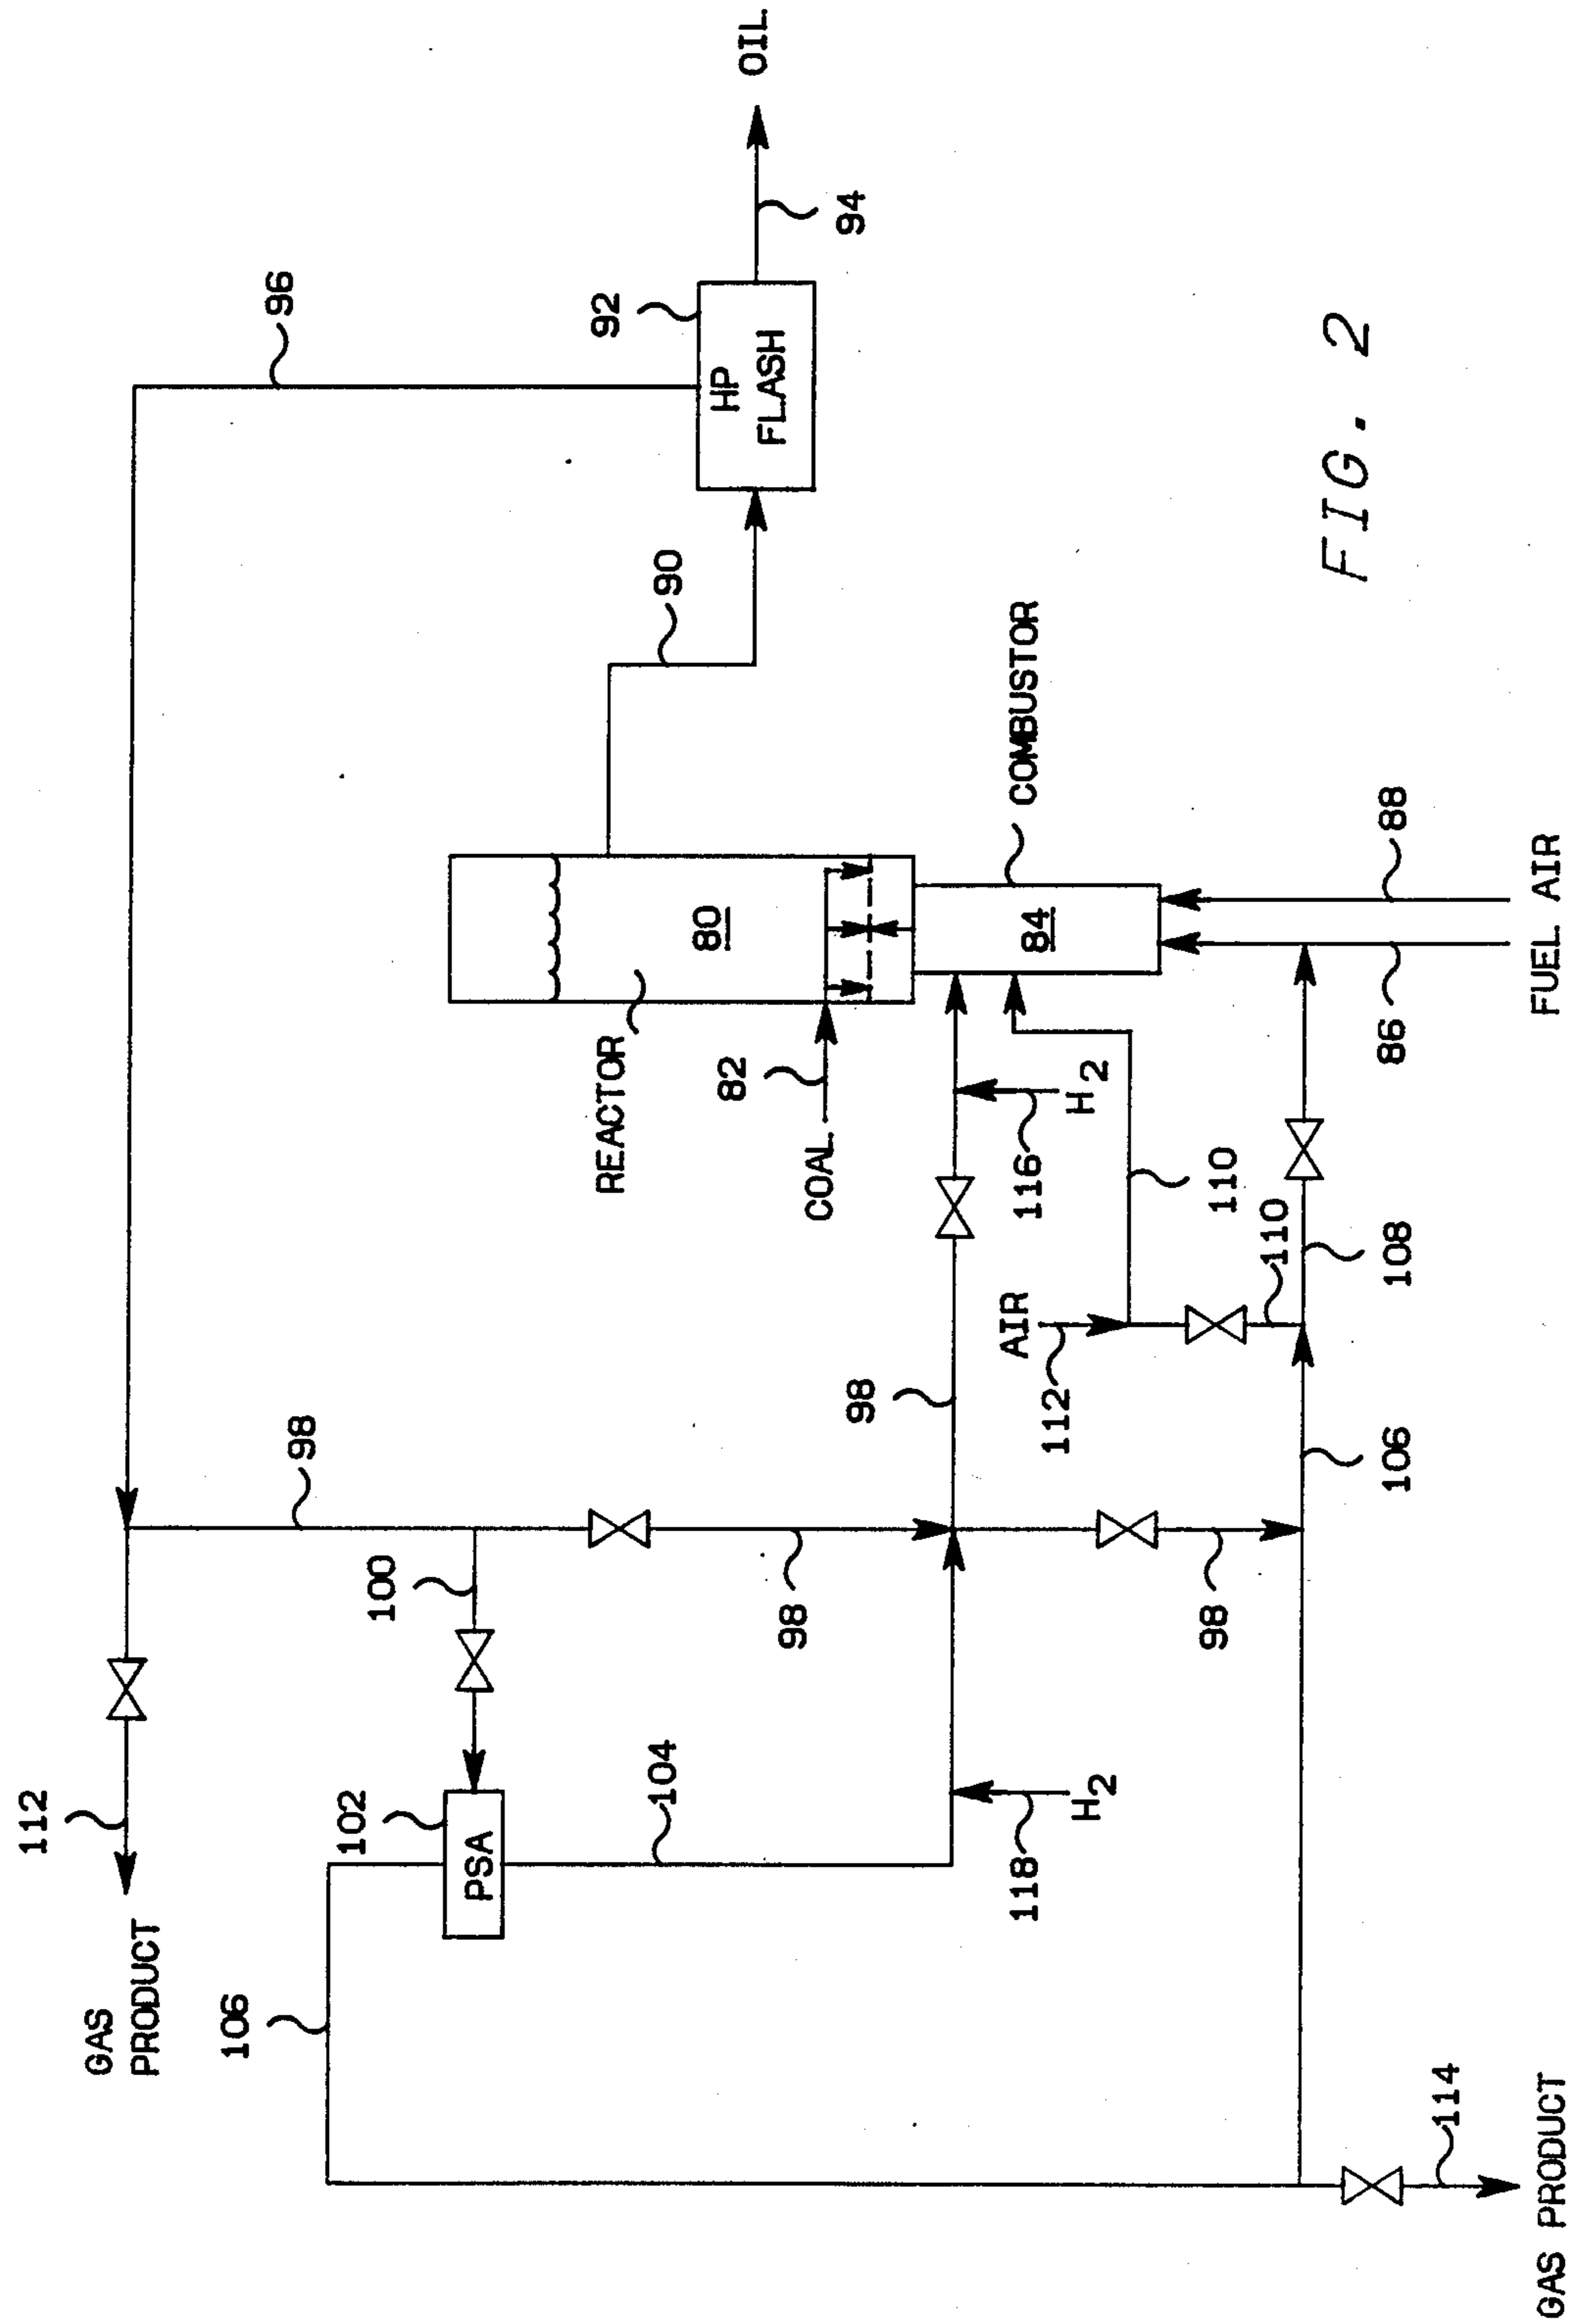 GAS
PRODUCT
112
106
102
PSA
100
98
104
118
H2
98
98
98
96
GAS PRODUCT
114
106
108
110
110
AIR
112
116
H2
COAL
82
REACTOR
80
84
COMBUSTOR
86
88
FUEL AIR
90
92
HP
FLASH
94
OIL
FIG. 2